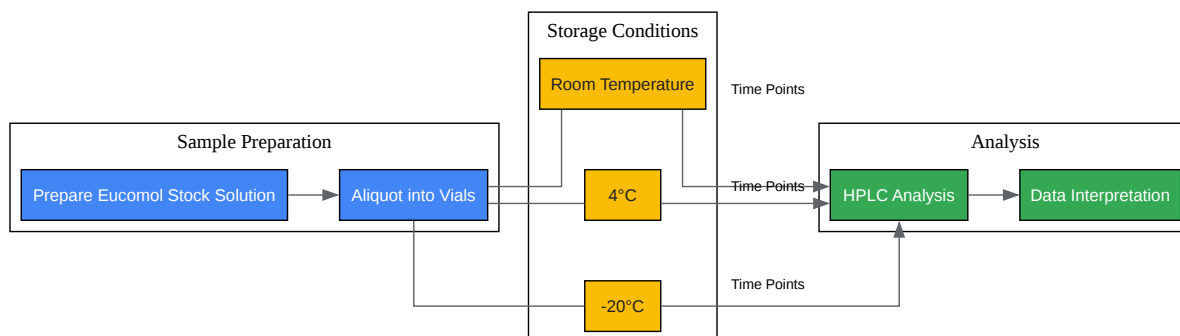 Storage Conditions
Room Temperature
Time Points
Sample Preparation
Analysis
Prepare Eucomol Stock Solution
Aliquot into Vials
4°C
Time Points
HPLC Analysis
Data Interpretation
-20°C
Time Points